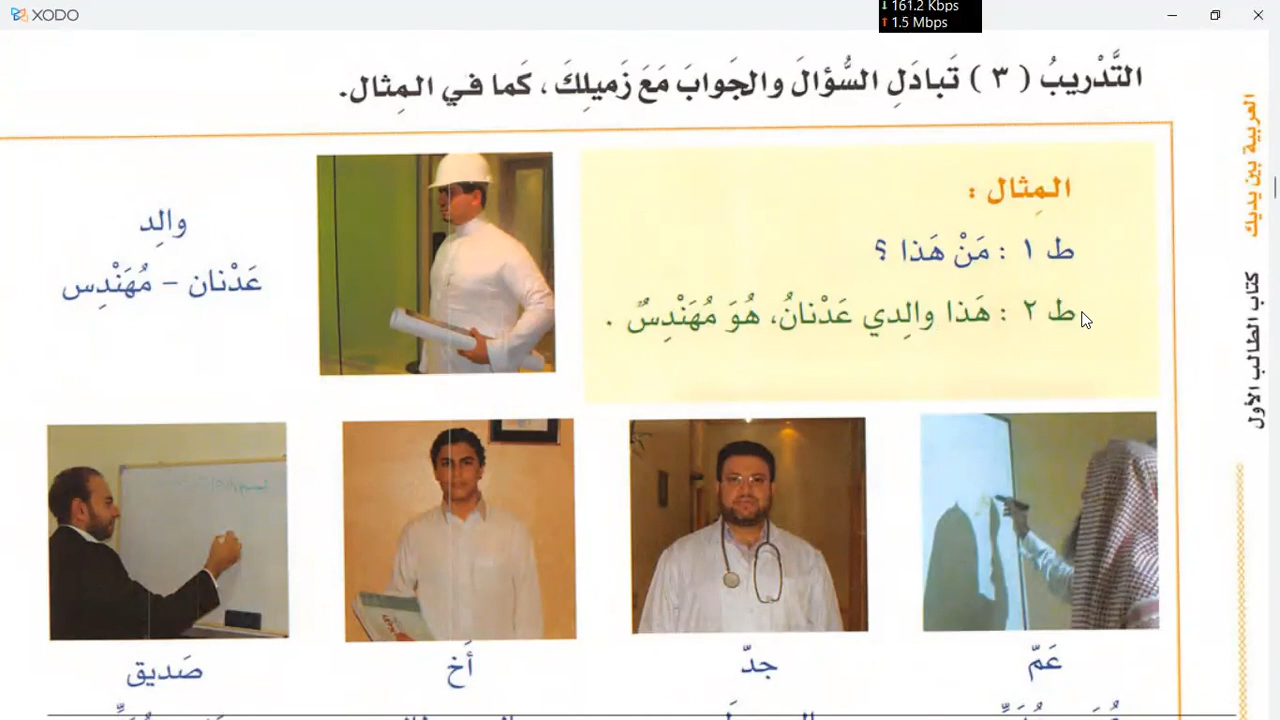 XODO
↓ 161.2 Kbps
↑ 1.5 Mbps
التَّدْريبُ ( ٣ ) تَبادَلِ السُّؤالَ والجَوابَ مَعَ زَميلِكَ ، كَما في المِثال.
المِثال :
ط ١ : مَنْ هَذا ؟
ط ٢ : هَذا والِدي عَدْنانُ، هُوَ مُهَنْدِسٌ .
والِد
عَدْنان – مُهَنْدِس
عَمّ
جدّ
أَخ
صَديق
العربية بين يديك
كتاب الطالب الأول